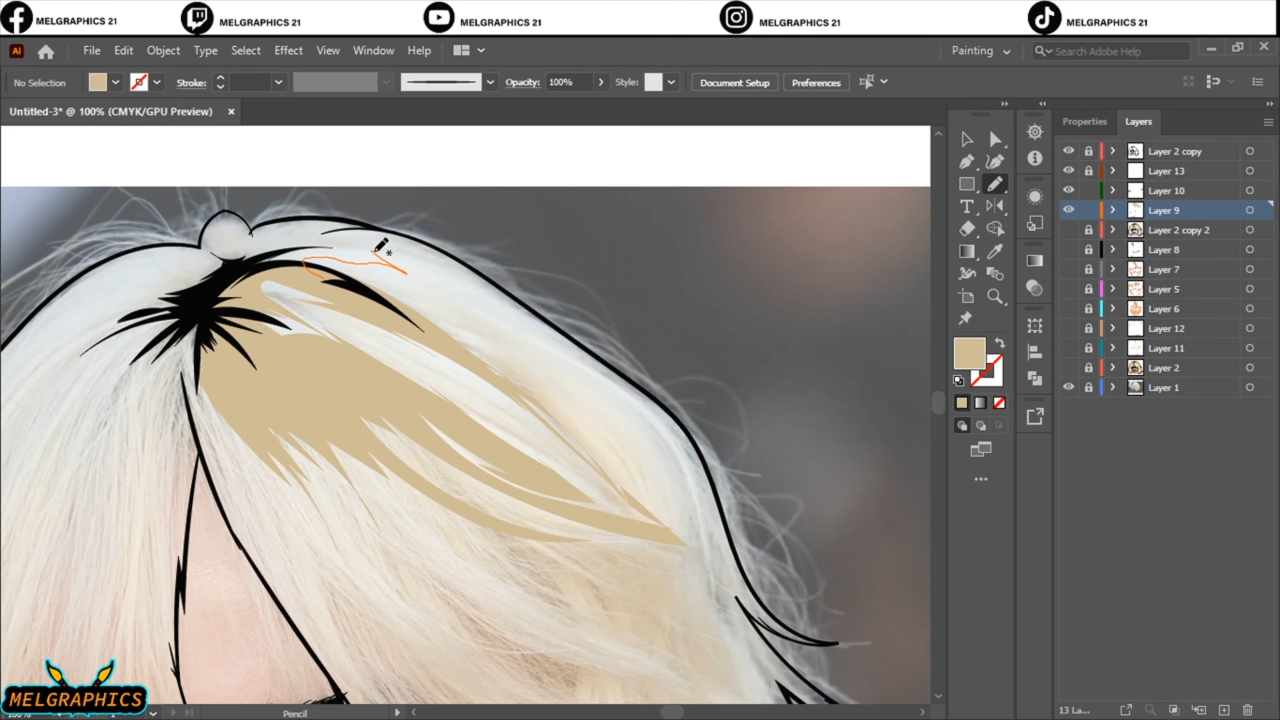 MELGRAPHICS 21 MELGRAPHICS 21 MELGRAPHICS 21 MELGRAPHICS 21 MELGRAPHICS 21
Ai File Edit Object Type Select Effect View Window Help Painting Search Adobe Help
No Selection Stroke: Opacity: 100% Style: Document Setup Preferences
Untitled-3* @ 100% (CMYK/GPU Preview)
Properties Layers
Layer 2 copy
Layer 13
Layer 10
Layer 9
Layer 2 copy 2
Layer 8
Layer 7
Layer 5
Layer 6
Layer 12
Layer 11
Layer 2
Layer 1
MELGRAPHICS
Pencil
13 La...